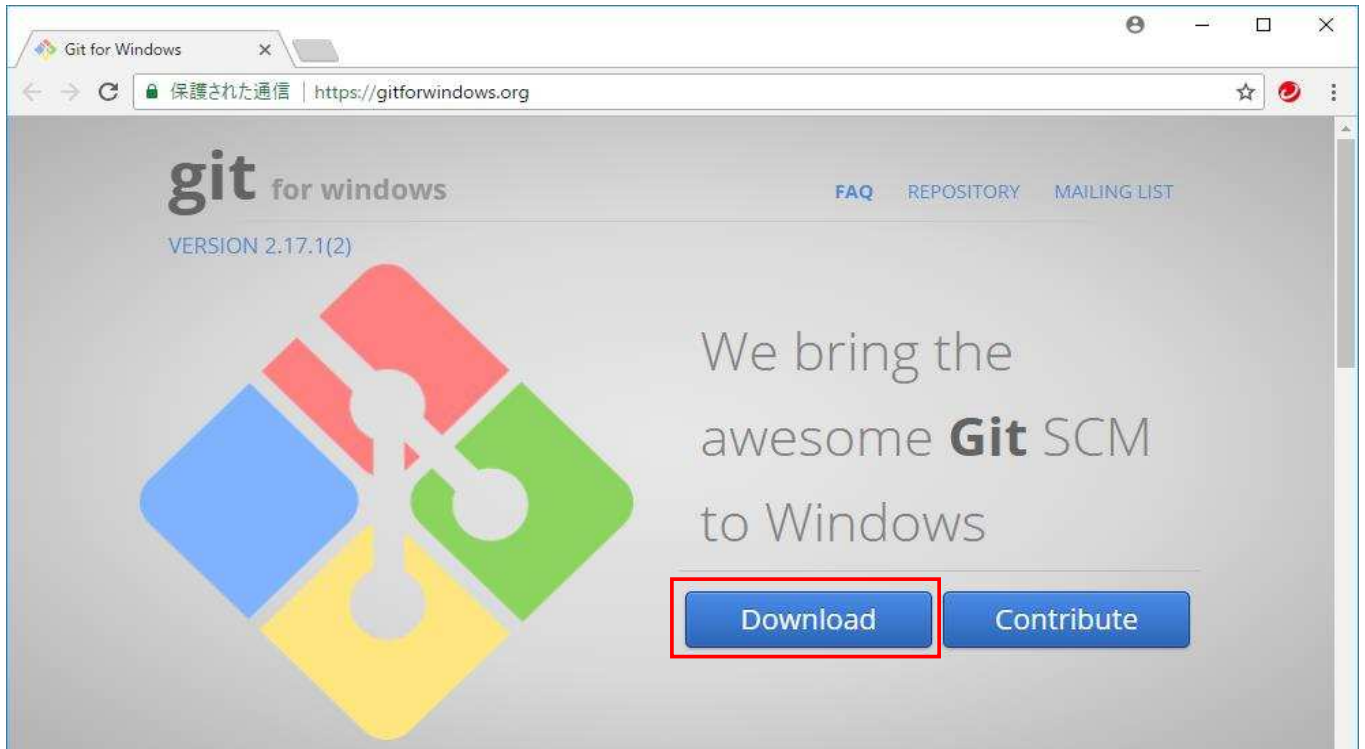 Git for Windows
保護された通信 | https://gitforwindows.org
git for windows
FAQ REPOSITORY MAILING LIST
VERSION 2.17.1(2)
We bring the
awesome Git SCM
to Windows
Download Contribute